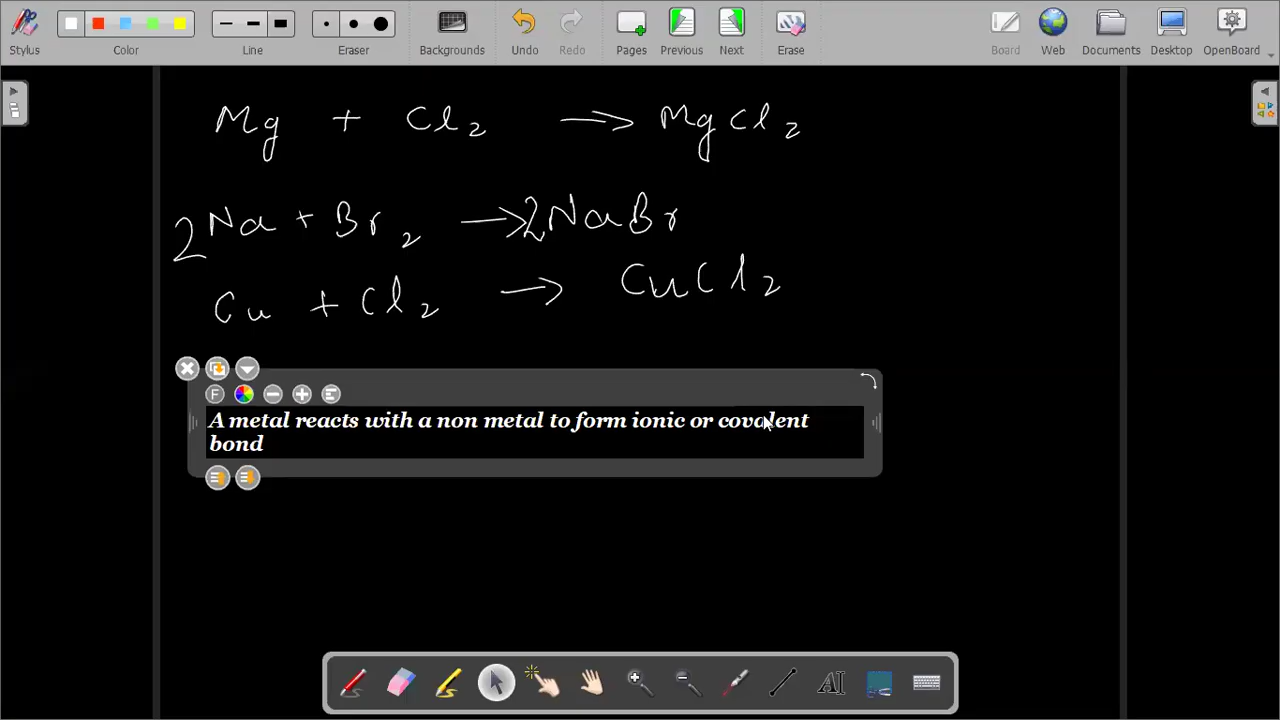 Stylus Color Line Eraser Backgrounds Undo Redo Pages Previous Next Erase Board Web Documents Desktop OpenBoard
Mg + Cl₂ → MgCl₂
2Na + Br₂ → 2NaBr
Cu + Cl₂ → CuCl₂
F
A metal reacts with a non metal to form ionic or covalent
bond
AI